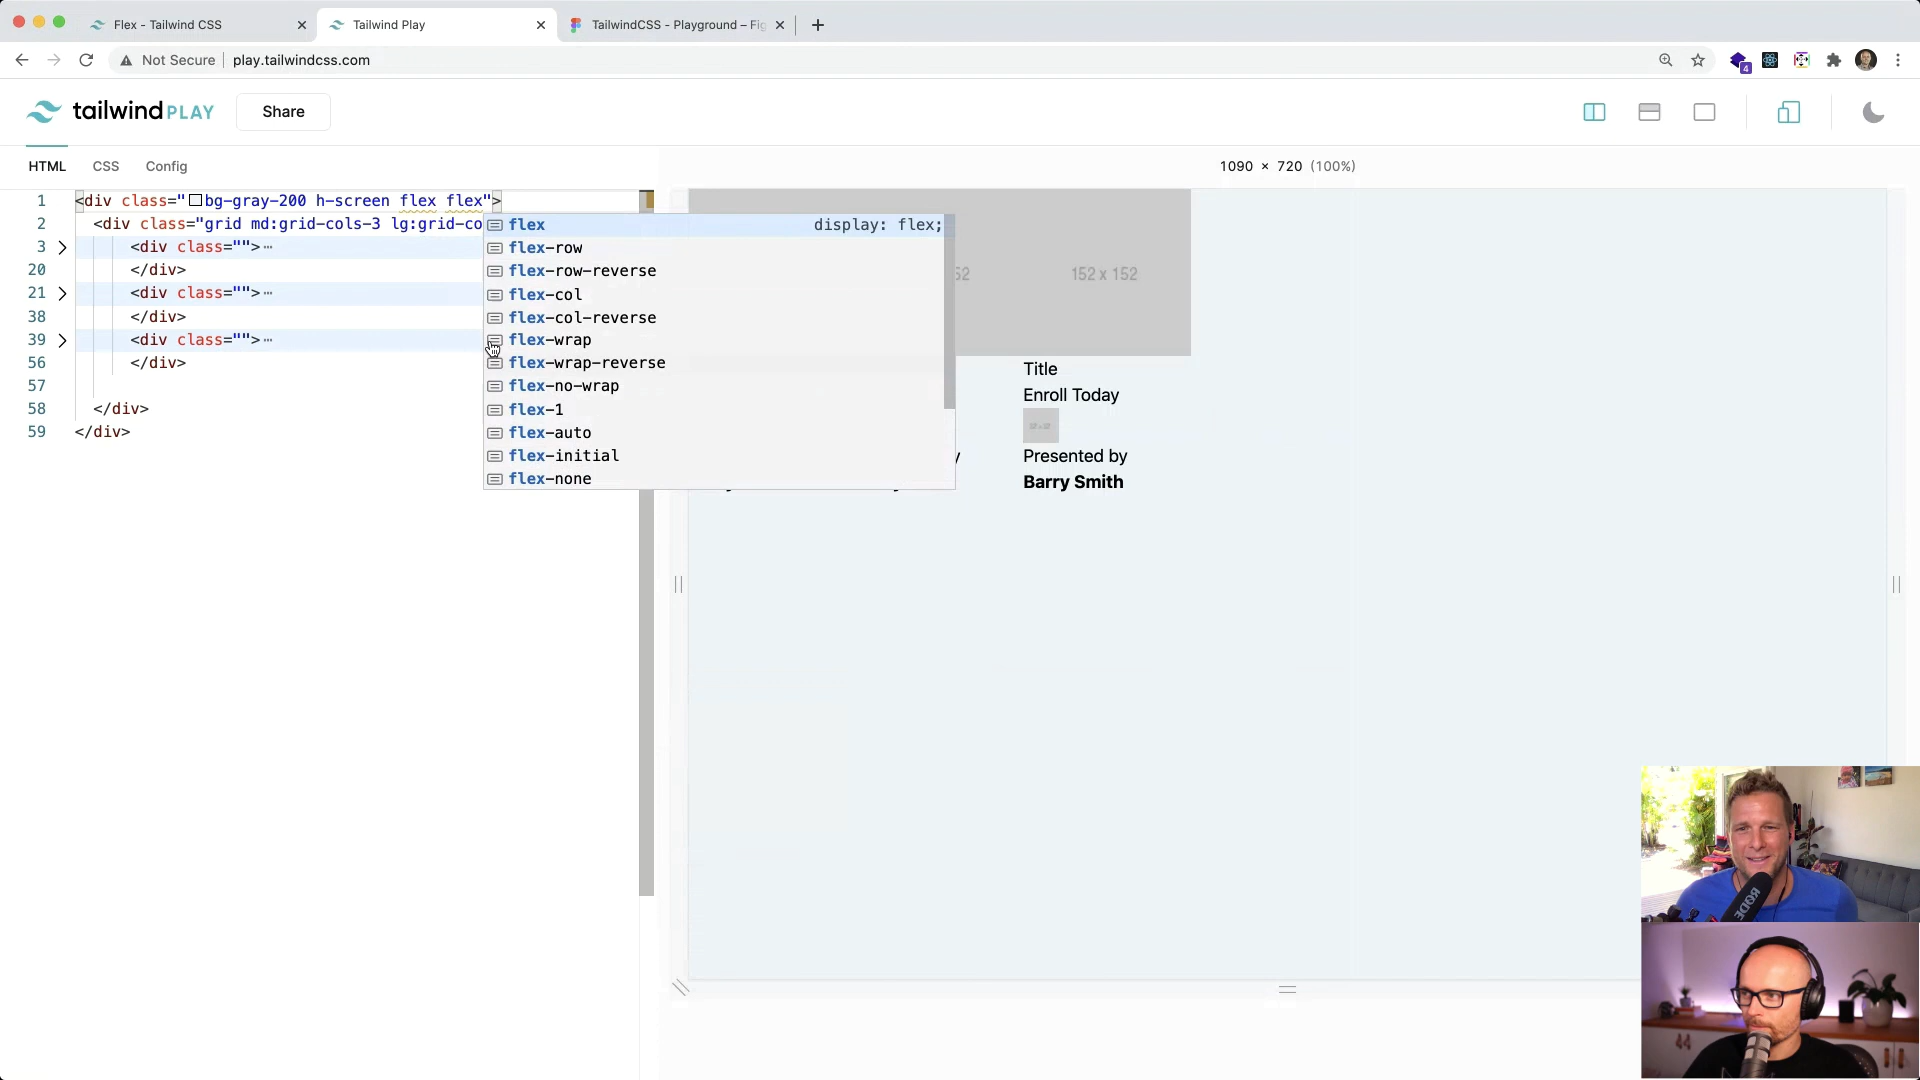 Flex - Tailwind CSS
Tailwind Play
TailwindCSS - Playground – Fig
Not Secure
play.tailwindcss.com
4
tailwind PLAY
Share
HTML
CSS
Config
1090 × 720 (100%)
1 <div class="bg-gray-200 h-screen flex flex">
2 <div class="grid md:grid-cols-3 lg:grid-co
3 <div class="">…
20 </div>
21 <div class="">…
38 </div>
39 <div class="">…
56 </div>
57
58 </div>
59 </div>
flex display: flex;
flex-row
flex-row-reverse
flex-col
flex-col-reverse
flex-wrap
flex-wrap-reverse
flex-no-wrap
flex-1
flex-auto
flex-initial
flex-none
52
152 x 152
Title
Enroll Today
Presented by
Barry Smith
RØDE